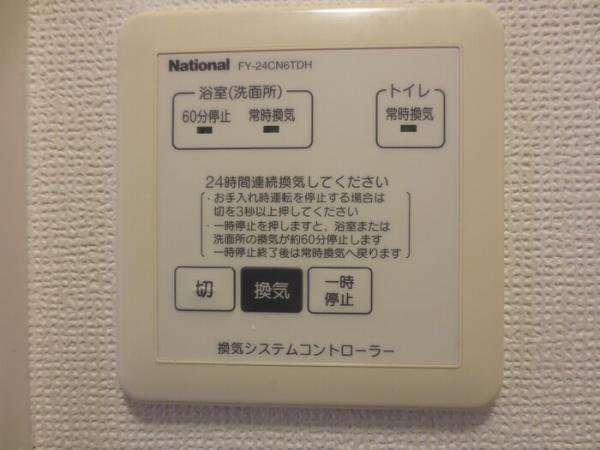 National FY-24CN6TDH
浴室(洗面所)
60分停止 常時換気
トイレ
常時換気
24時間連続換気してください
・お手入れ時運転を停止する場合は
切を3秒以上押してください
・一時停止を押しますと、浴室または
洗面所の換気が約60分停止します
一時停止終了後は常時換気へ戻ります
切
換気
一時
停止
換気システムコントローラー